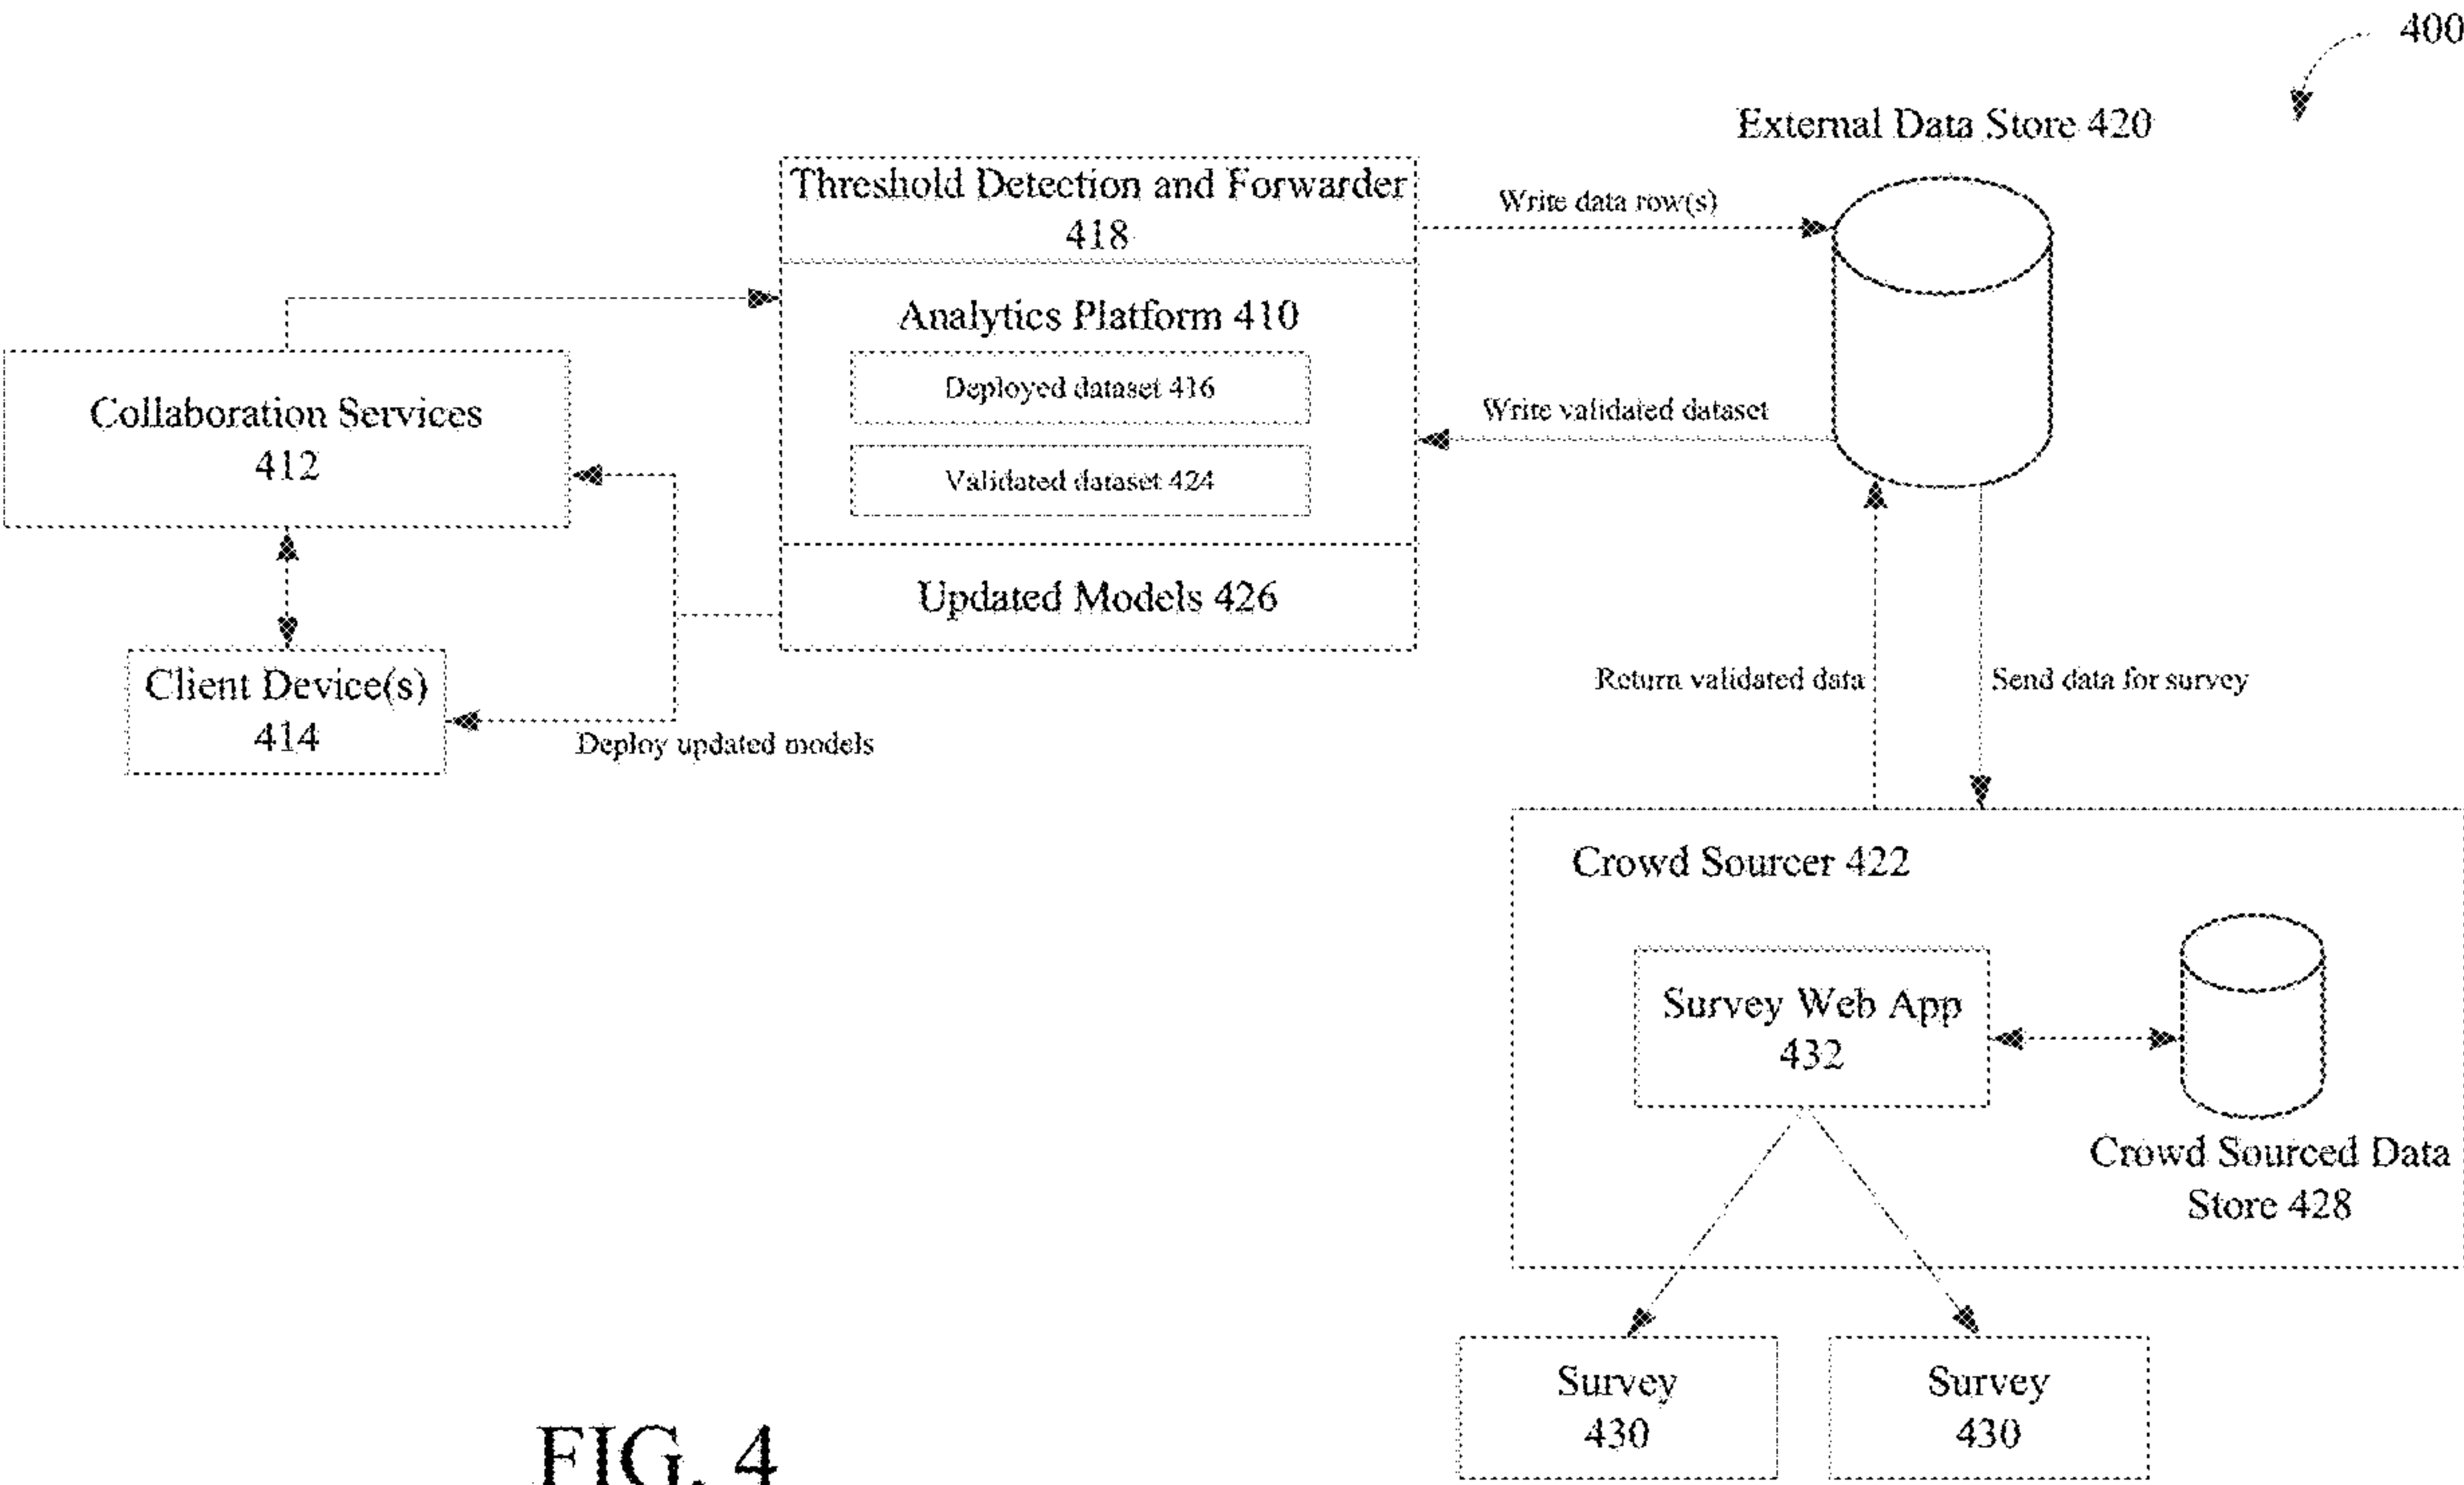 400
External Data Store 420
Threshold Detection and Forwarder
418
Write data row(s)
Analytics Platform 410
Deployed dataset 416
Write validated dataset
Collaboration Services
412
Validated dataset 424
Updated Models 426
Client Device(s)
414
Deploy updated models
Return validated data
Send data for survey
Crowd Sourcer 422
Survey Web App
432
Crowd Sourced Data
Store 428
Survey
430
Survey
430
FIG. 4